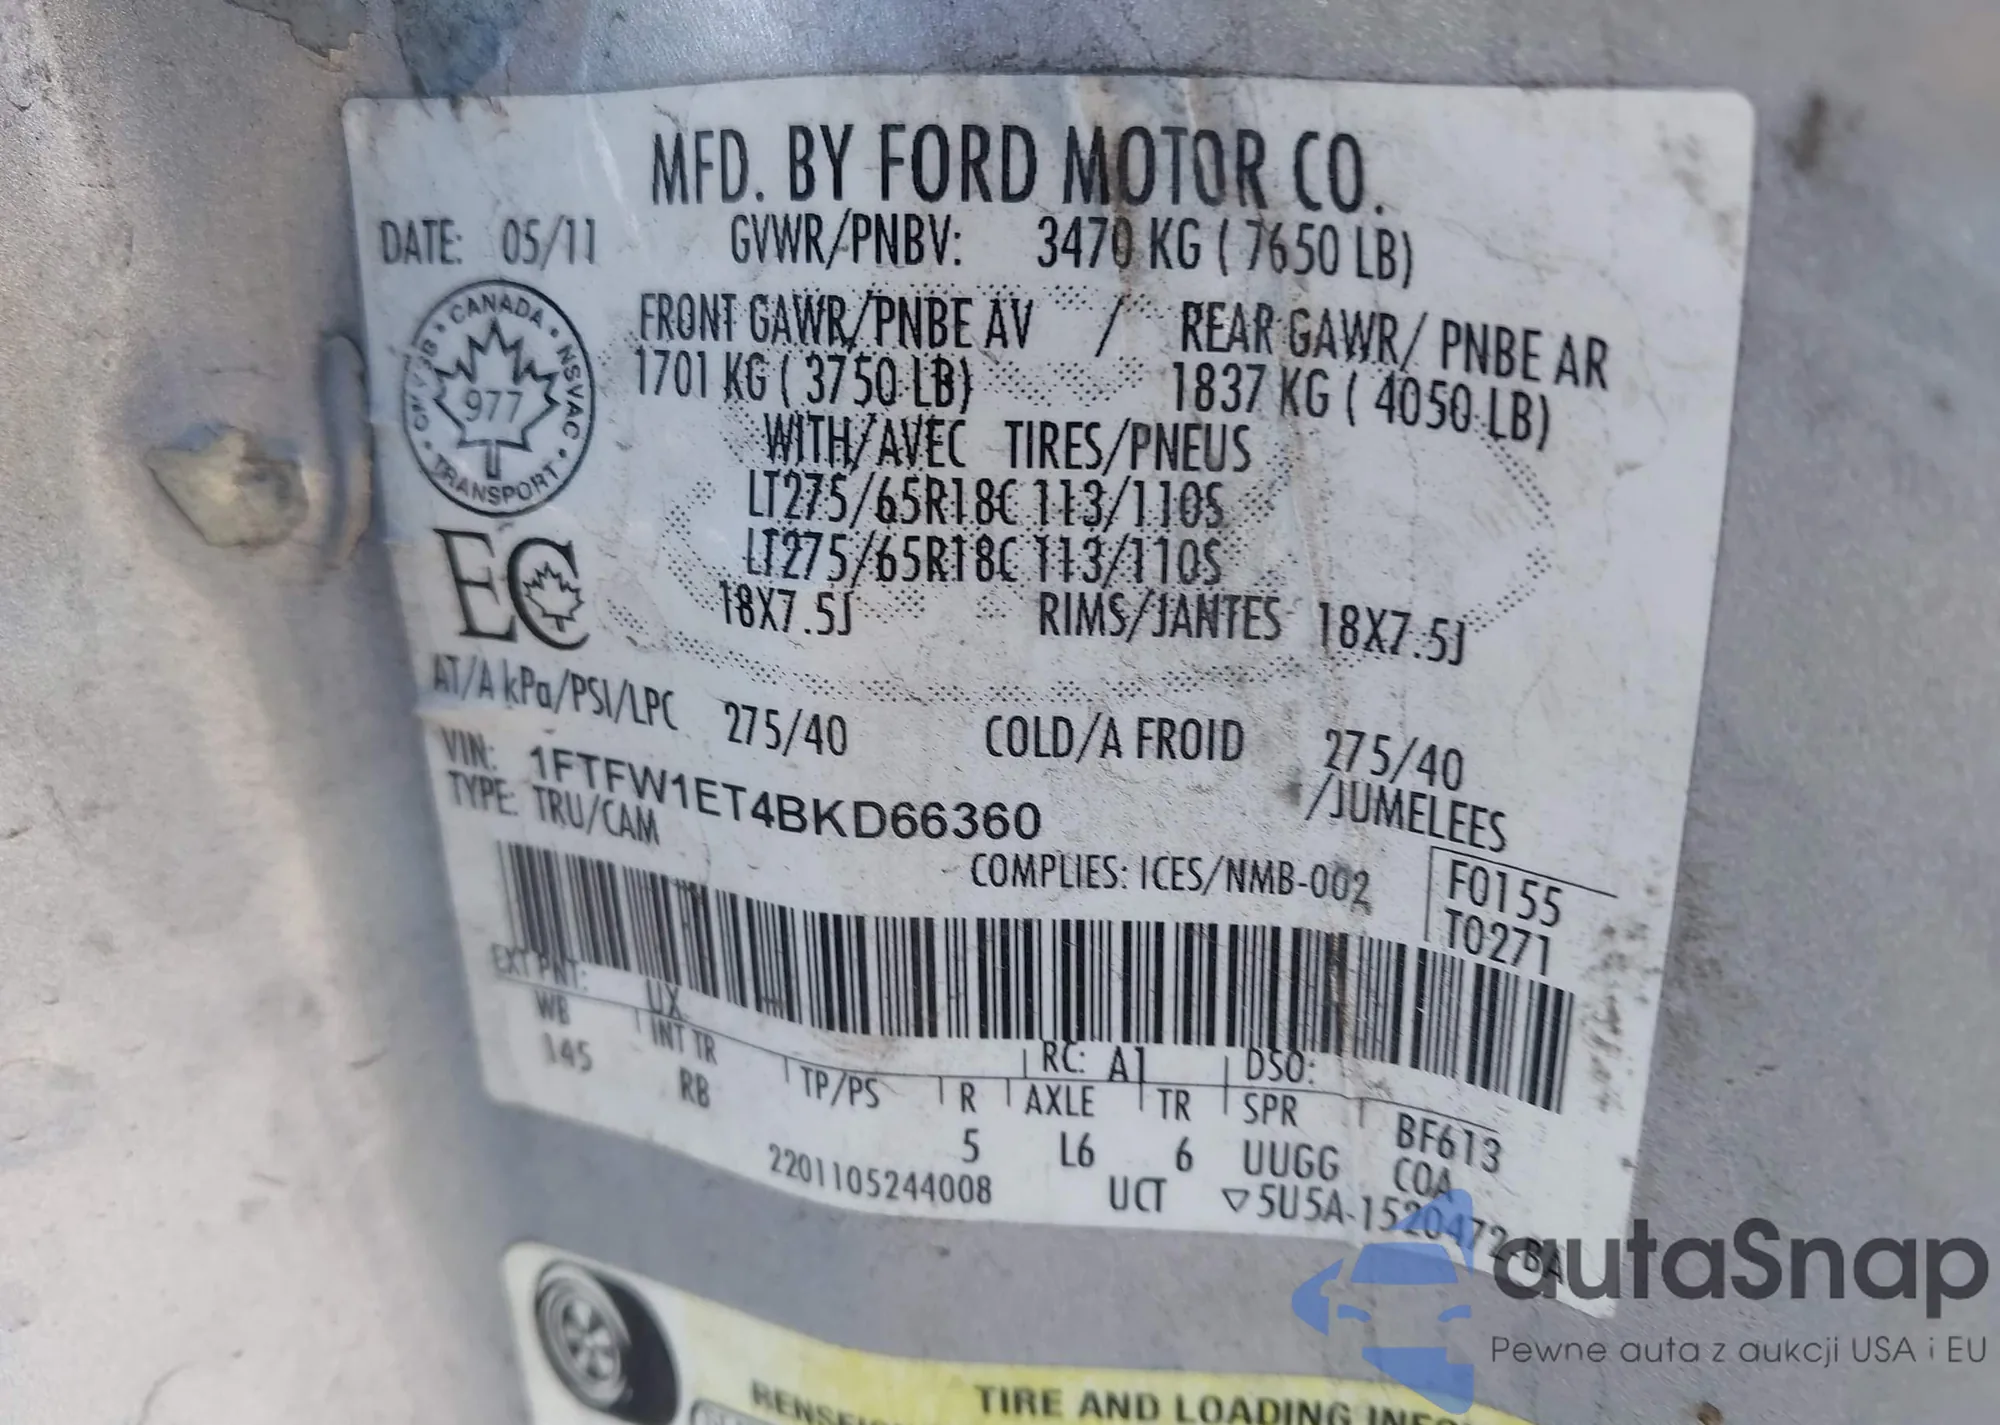 MFD. BY FORD MOTOR CO.
DATE: 05/11 GVWR/PNBV: 3470 KG ( 7650 LB)
FRONT GAWR/PNBE AV / REAR GAWR/ PNBE AR
1701 KG ( 3750 LB) 1837 KG ( 4050 LB)
CANADA • NSVAC • TRANSPORT • CMVSB •
977
WITH/AVEC TIRES/PNEUS
LT275/65R18C 113/110S
LT275/65R18C 113/110S
EC
18X7.5J RIMS/JANTES 18X7.5J
AT/A kPa/PSI/LPC 275/40 COLD/A FROID 275/40
VIN: 1FTFW1ET4BKD66360 /JUMELEES
TYPE: TRU/CAM
COMPLIES: ICES/NMB-002 F0155
T0271
EXT PNT: UX RC: A1 DSO:
WB INT TR TP/PS R AXLE TR SPR BF613
145 RB 5 L6 6 UUGG COA
2201105244008 UCT ▽5U5A-1520472-BA
autaSnap
Pewne auta z aukcji USA i EU
TIRE AND LOADING